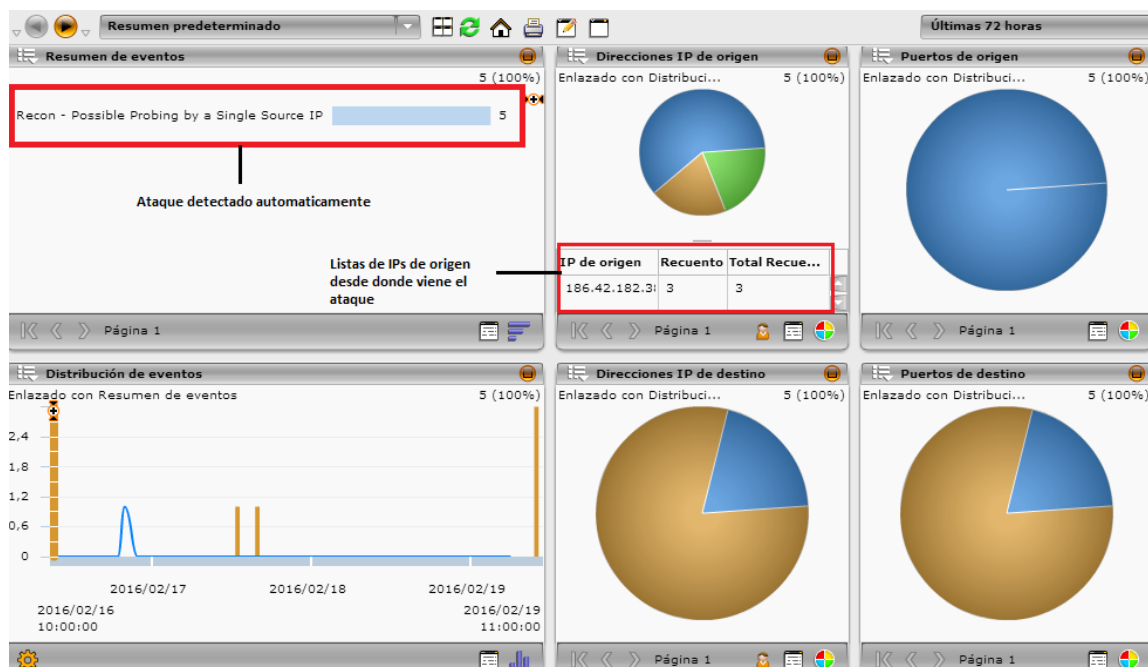 Resumen predeterminado
Últimas 72 horas
Resumen de eventos
5 (100%)
Recon - Possible Probing by a Single Source IP 5
Ataque detectado automaticamente
Página 1
Direcciones IP de origen
Enlazado con Distribuci... 5 (100%)
Listas de IPs de origen
desde donde viene el
ataque
IP de origen Recuento Total Recue...
186.42.182.3 3 3
Página 1
Puertos de origen
Enlazado con Distribuci... 5 (100%)
Página 1
Distribución de eventos
Enlazado con Resumen de eventos 5 (100%)
2,4
1,8
1,2
0,6
0
2016/02/17 2016/02/18 2016/02/19
2016/02/16 2016/02/19
10:00:00 11:00:00
Direcciones IP de destino
Enlazado con Distribuci... 5 (100%)
Página 1
Puertos de destino
Enlazado con Distribuci... 5 (100%)
Página 1